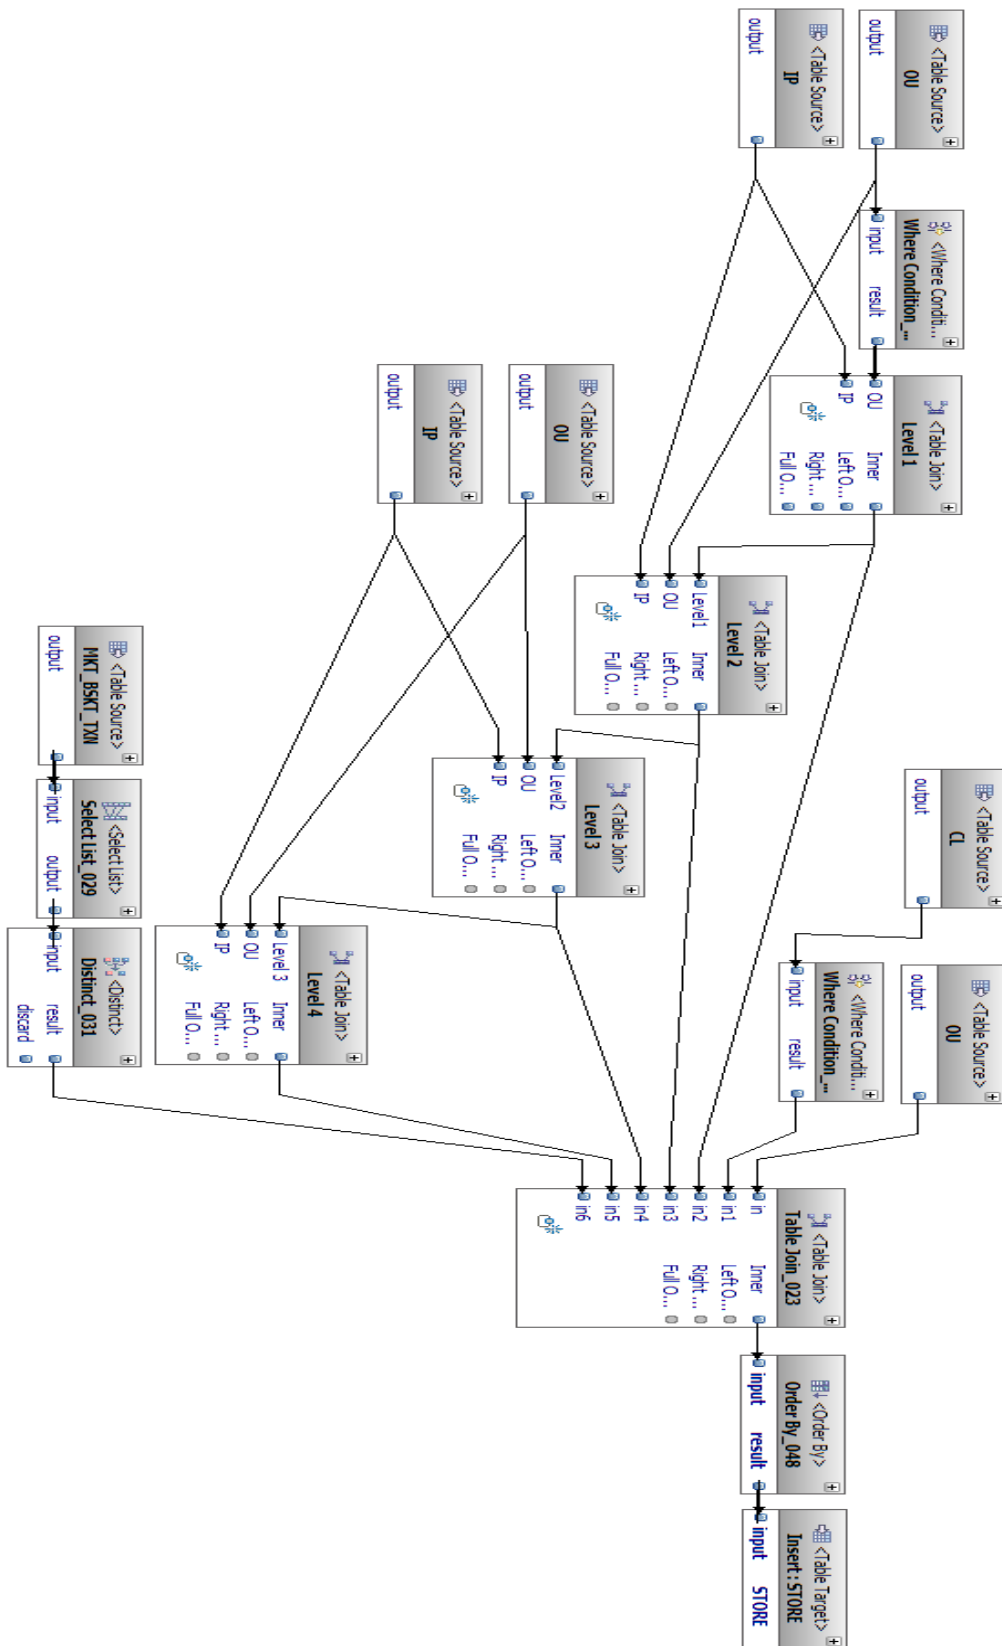 <Table Source>
OU
output
<Table Source>
IP
output
<Where Conditi...
Where Condition_...
input result
<Table Join>
Level 1
OU Inner
IP Left O...
Right ...
Full O...
<Table Source>
OU
output
<Table Source>
IP
output
<Table Join>
Level 2
Level1 Inner
OU Left O...
IP Right ...
Full O...
<Table Join>
Level 3
Level2 Inner
OU Left O...
IP Right ...
Full O...
<Table Source>
MKT_BSKT_TXN
output
<Select List>
Select List_029
input output
<Distinct>
Distinct_031
input result
discard
<Table Join>
Level 4
Level 3 Inner
OU Left O...
IP Right ...
Full O...
<Table Source>
CL
output
<Where Conditi...
Where Condition_...
input result
<Table Source>
OU
output
<Table Join>
Table Join_023
in Inner
in1 Left O...
in2 Right ...
in3 Full O...
in4
in5
in6
<Order By>
Order By_048
input result
<Table Target>
Insert : STORE
input STORE